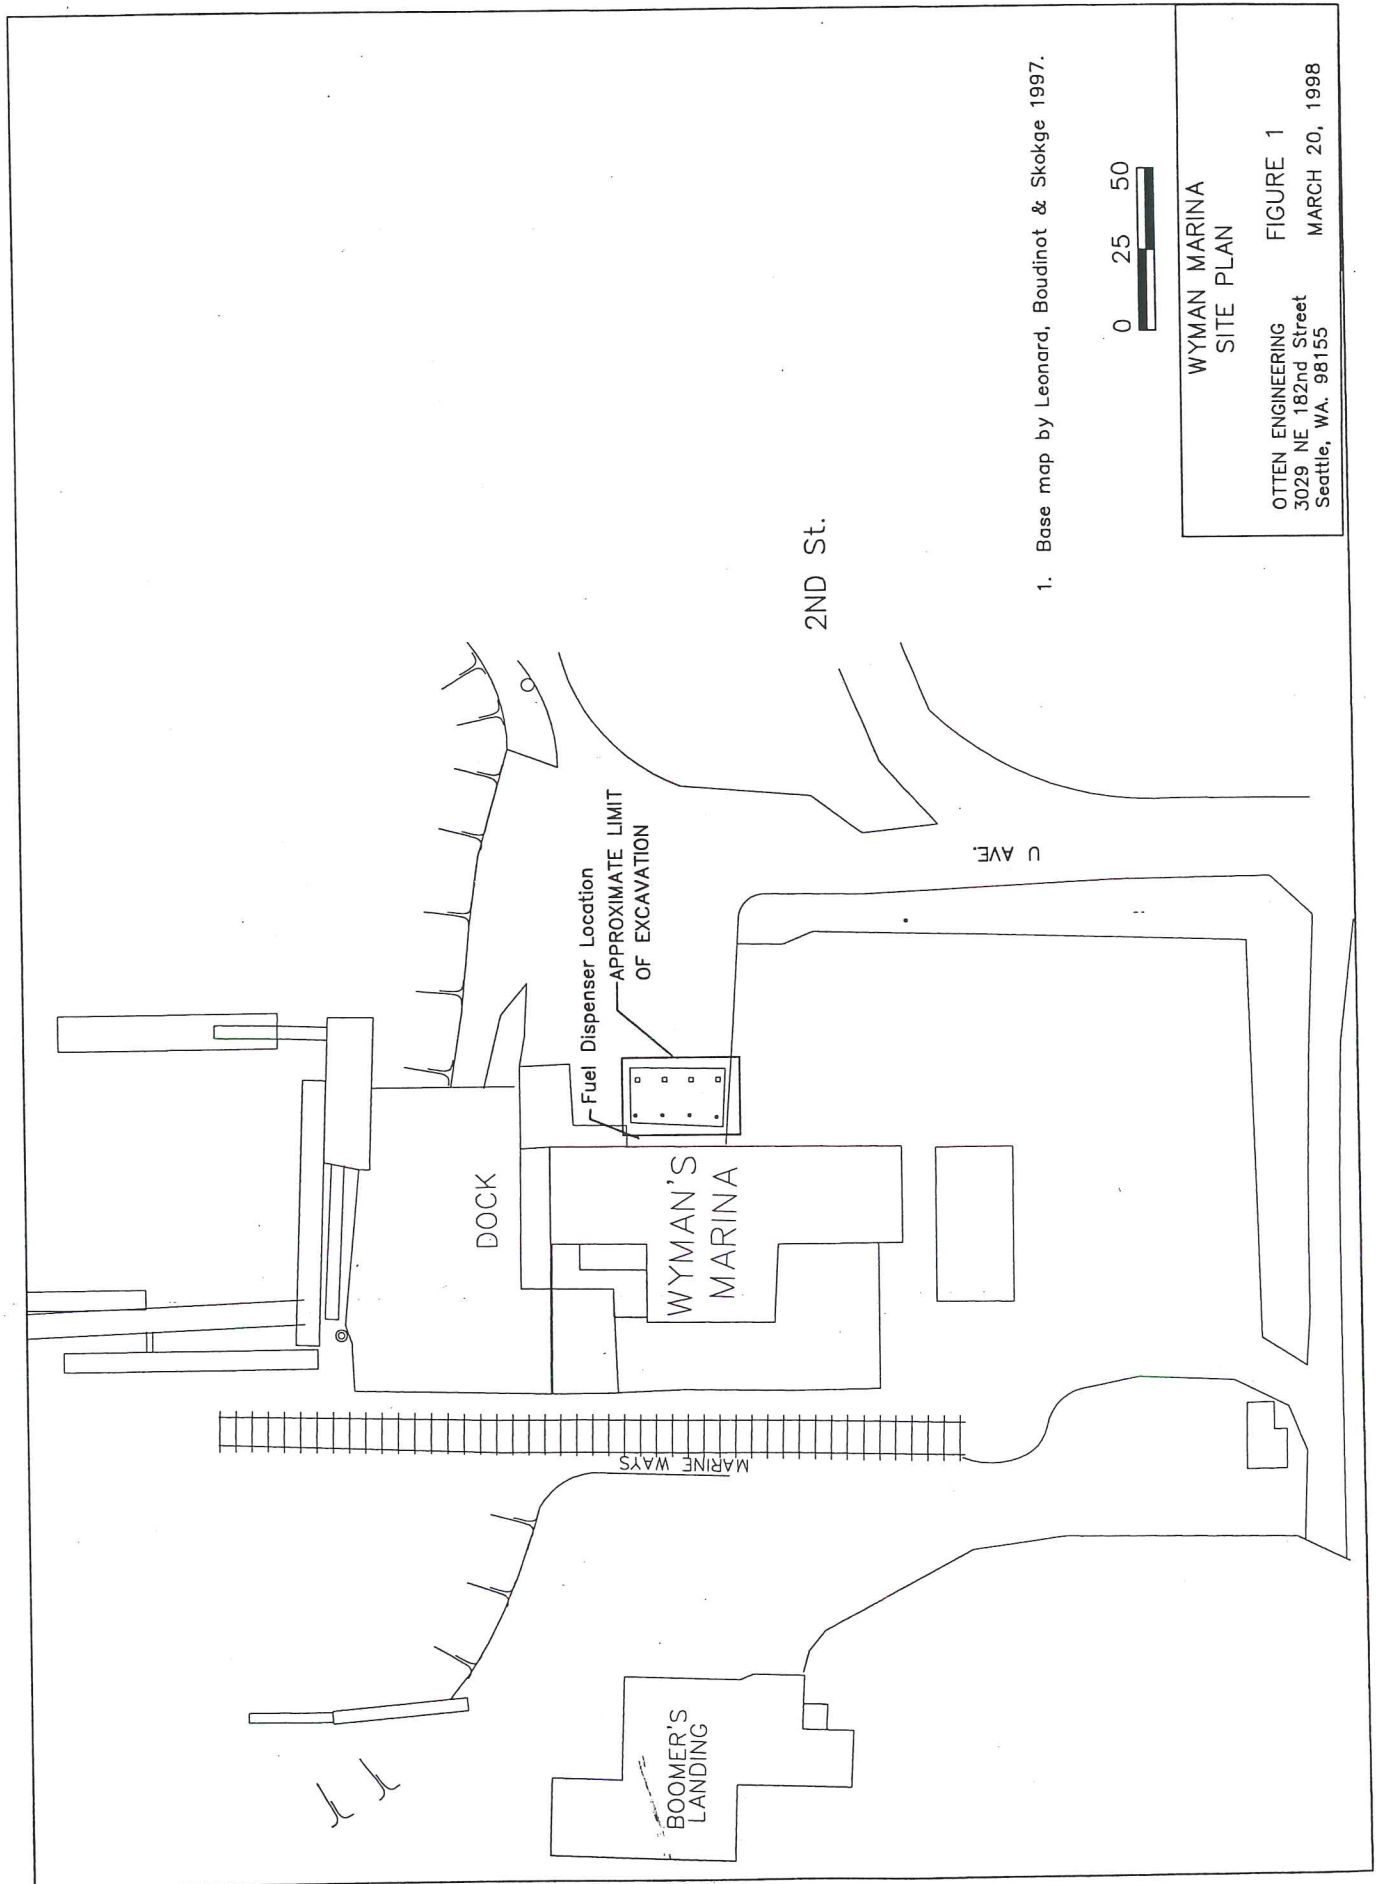 DOCK
Fuel Dispenser Location
APPROXIMATE LIMIT
OF EXCAVATION
2ND St.
BOOMER'S
LANDING
MARINE WAYS
WYMAN'S
MARINA
U AVE.
1. Base map by Leonard, Boudinot & Skokge 1997.
0 25 50
WYMAN MARINA
SITE PLAN
OTTEN ENGINEERING
3029 NE 182nd Street
Seattle, WA. 98155
FIGURE 1
MARCH 20, 1998